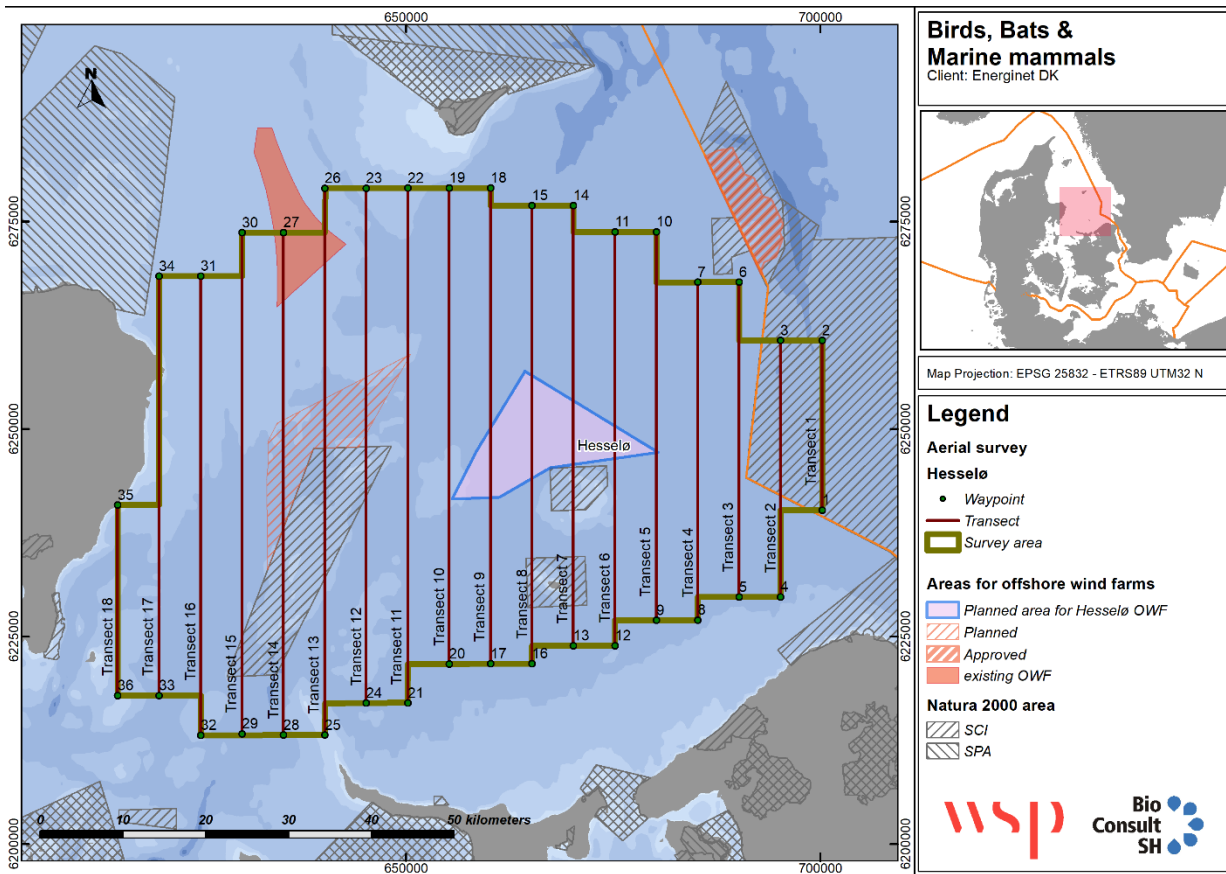 650000
700000
N
26
23
22
19
18
15
14
30
27
11
10
34
31
7
6
3
2
6275000
6275000
6250000
6250000
Hesselø
Transect 1
1
35
Transect 2
Transect 3
Transect 4
Transect 5
Transect 6
Transect 7
Transect 8
Transect 9
Transect 10
Transect 11
Transect 12
Transect 13
Transect 14
Transect 15
Transect 16
Transect 17
Transect 18
5
4
9
8
13
12
6225000
6225000
20
17
16
36
33
24
21
32
29
28
25
0
10
20
30
40
50 kilometers
6200000
6200000
650000
700000
Birds, Bats &
Marine mammals
Client: Energinet DK
Map Projection: EPSG 25832 - ETRS89 UTM32 N
Legend
Aerial survey
Hesselø
Waypoint
Transect
Survey area
Areas for offshore wind farms
Planned area for Hesselø OWF
Planned
Approved
existing OWF
Natura 2000 area
SCI
SPA
wsp
Bio
Consult
SH